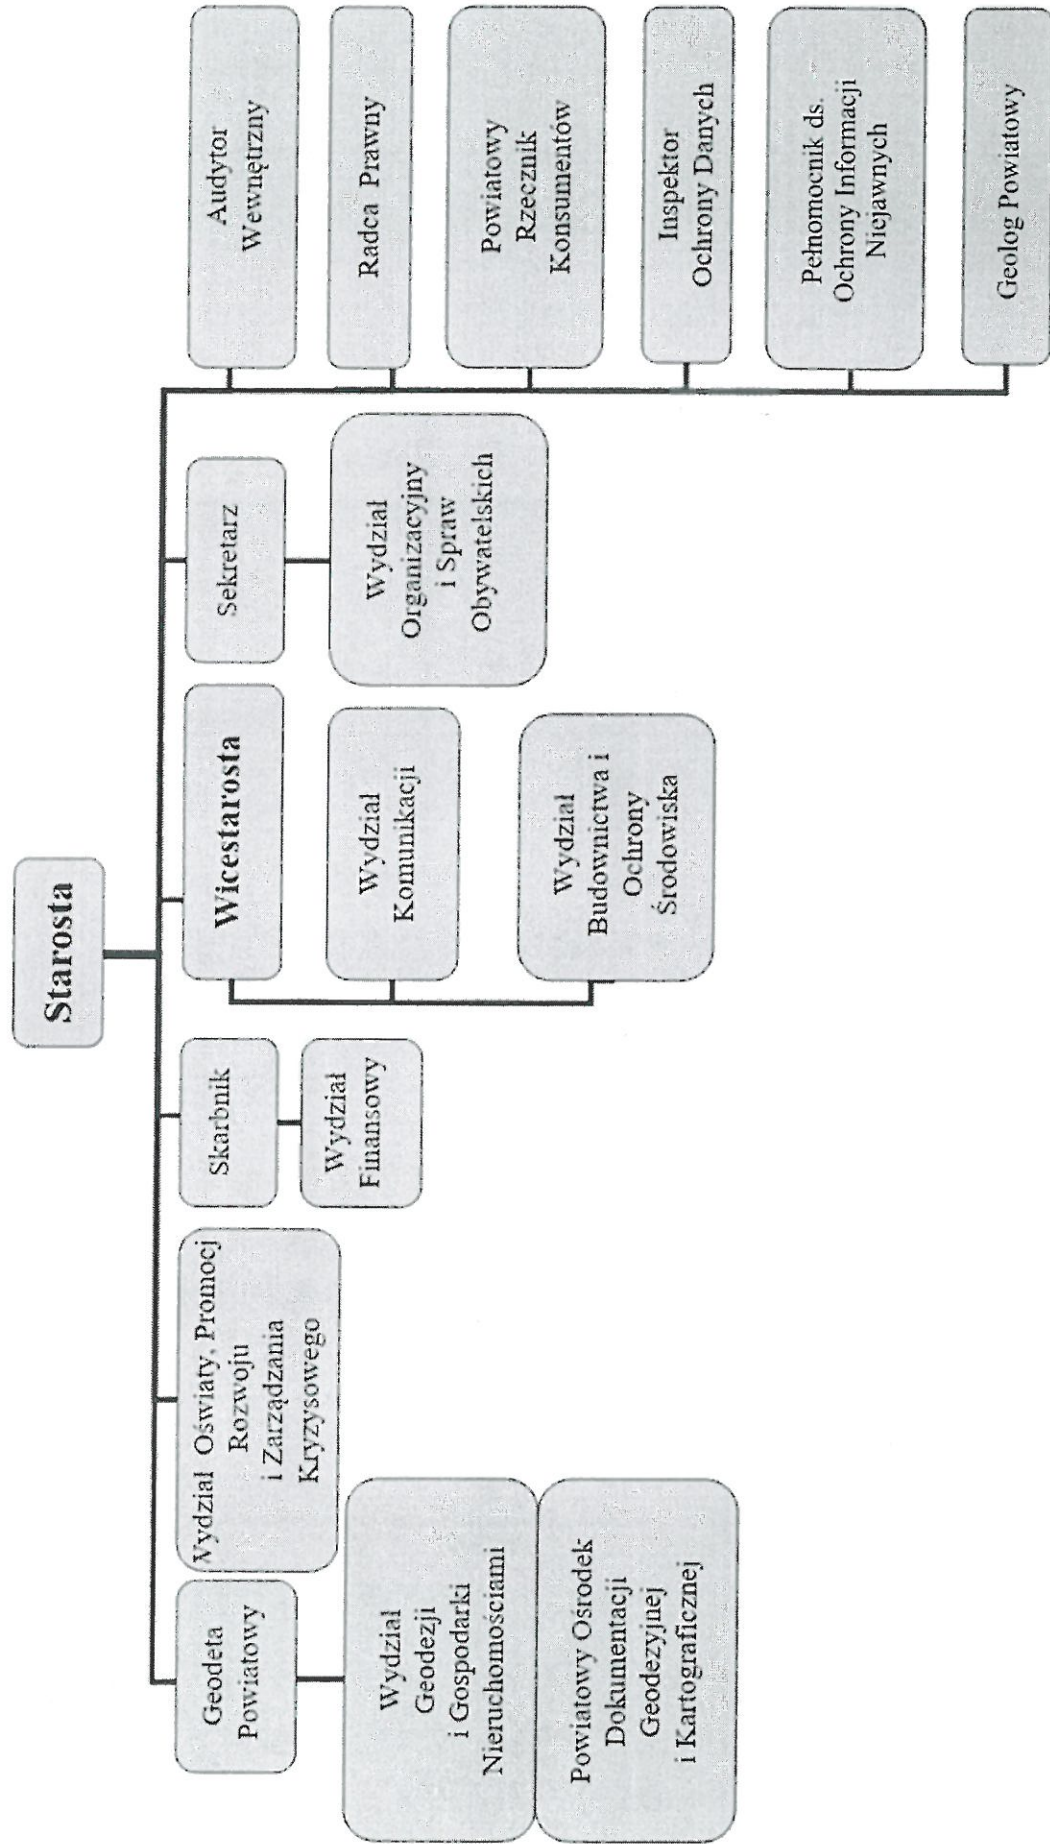 Starosta
Geodeta
Powiatowy
Wydział
Geodezji
i Gospodarki
Nieruchomościami
Powiatowy Ośrodek
Dokumentacji
Geodezyjnej
i Kartograficznej
Wydział Oświaty, Promocj
Rozwoju
i Zarządzania
Kryzysowego
Skarbnik
Wydział
Finansowy
Wicestarosta
Wydział
Komunikacji
Wydział
Budownictwa i
Ochrony
Środowiska
Sekretarz
Wydział
Organizacyjny
i Spraw
Obywatelskich
Audytor
Wewnętrzny
Radca Prawny
Powiatowy
Rzecznik
Konsumentów
Inspektor
Ochrony Danych
Pełnomocnik ds.
Ochrony Informacji
Niejawnych
Geolog Powiatowy